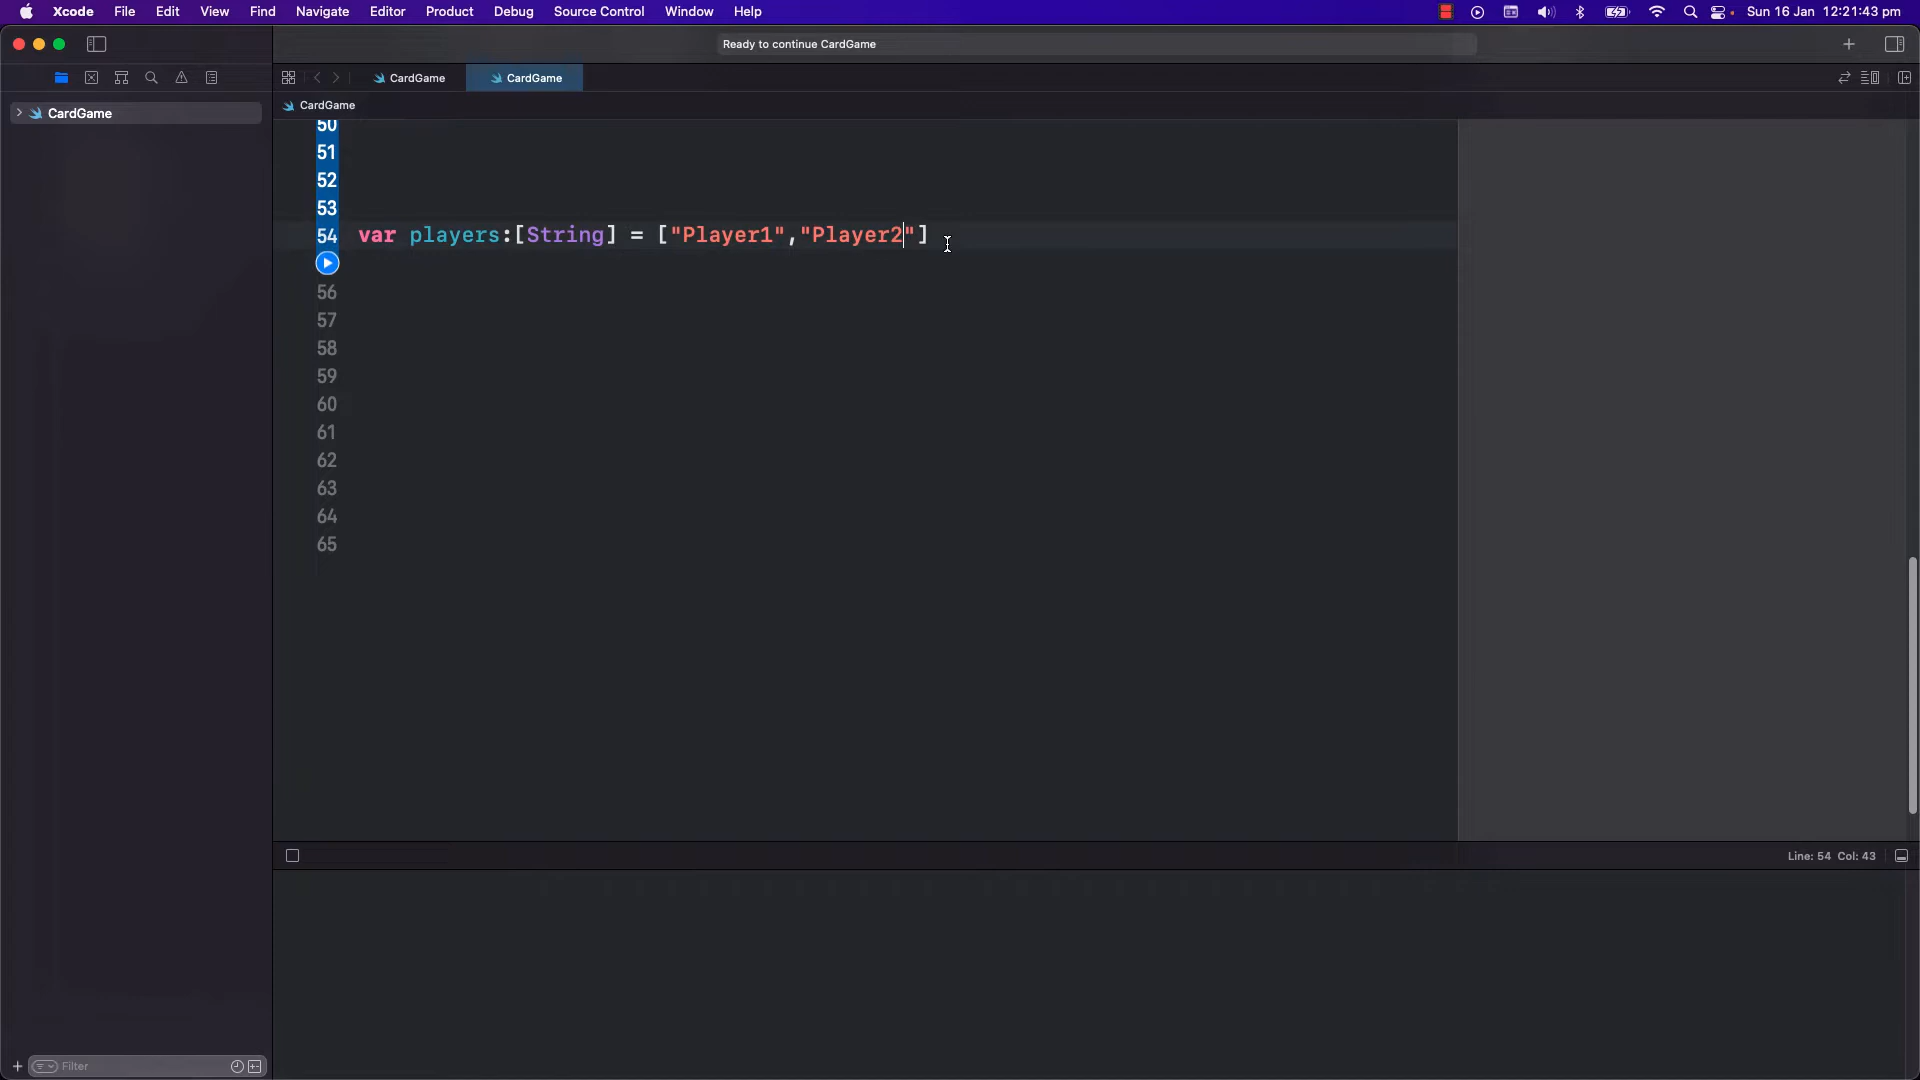 Xcode File Edit View Find Navigate Editor Product Debug Source Control Window Help Sun 16 Jan 12:21:43 pm
Ready to continue CardGame
CardGame CardGame
CardGame
CardGame
50
51
52
53
54 var players:[String] = ["Player1","Player2"]
56
57
58
59
60
61
62
63
64
65
Line: 54 Col: 43
Filter